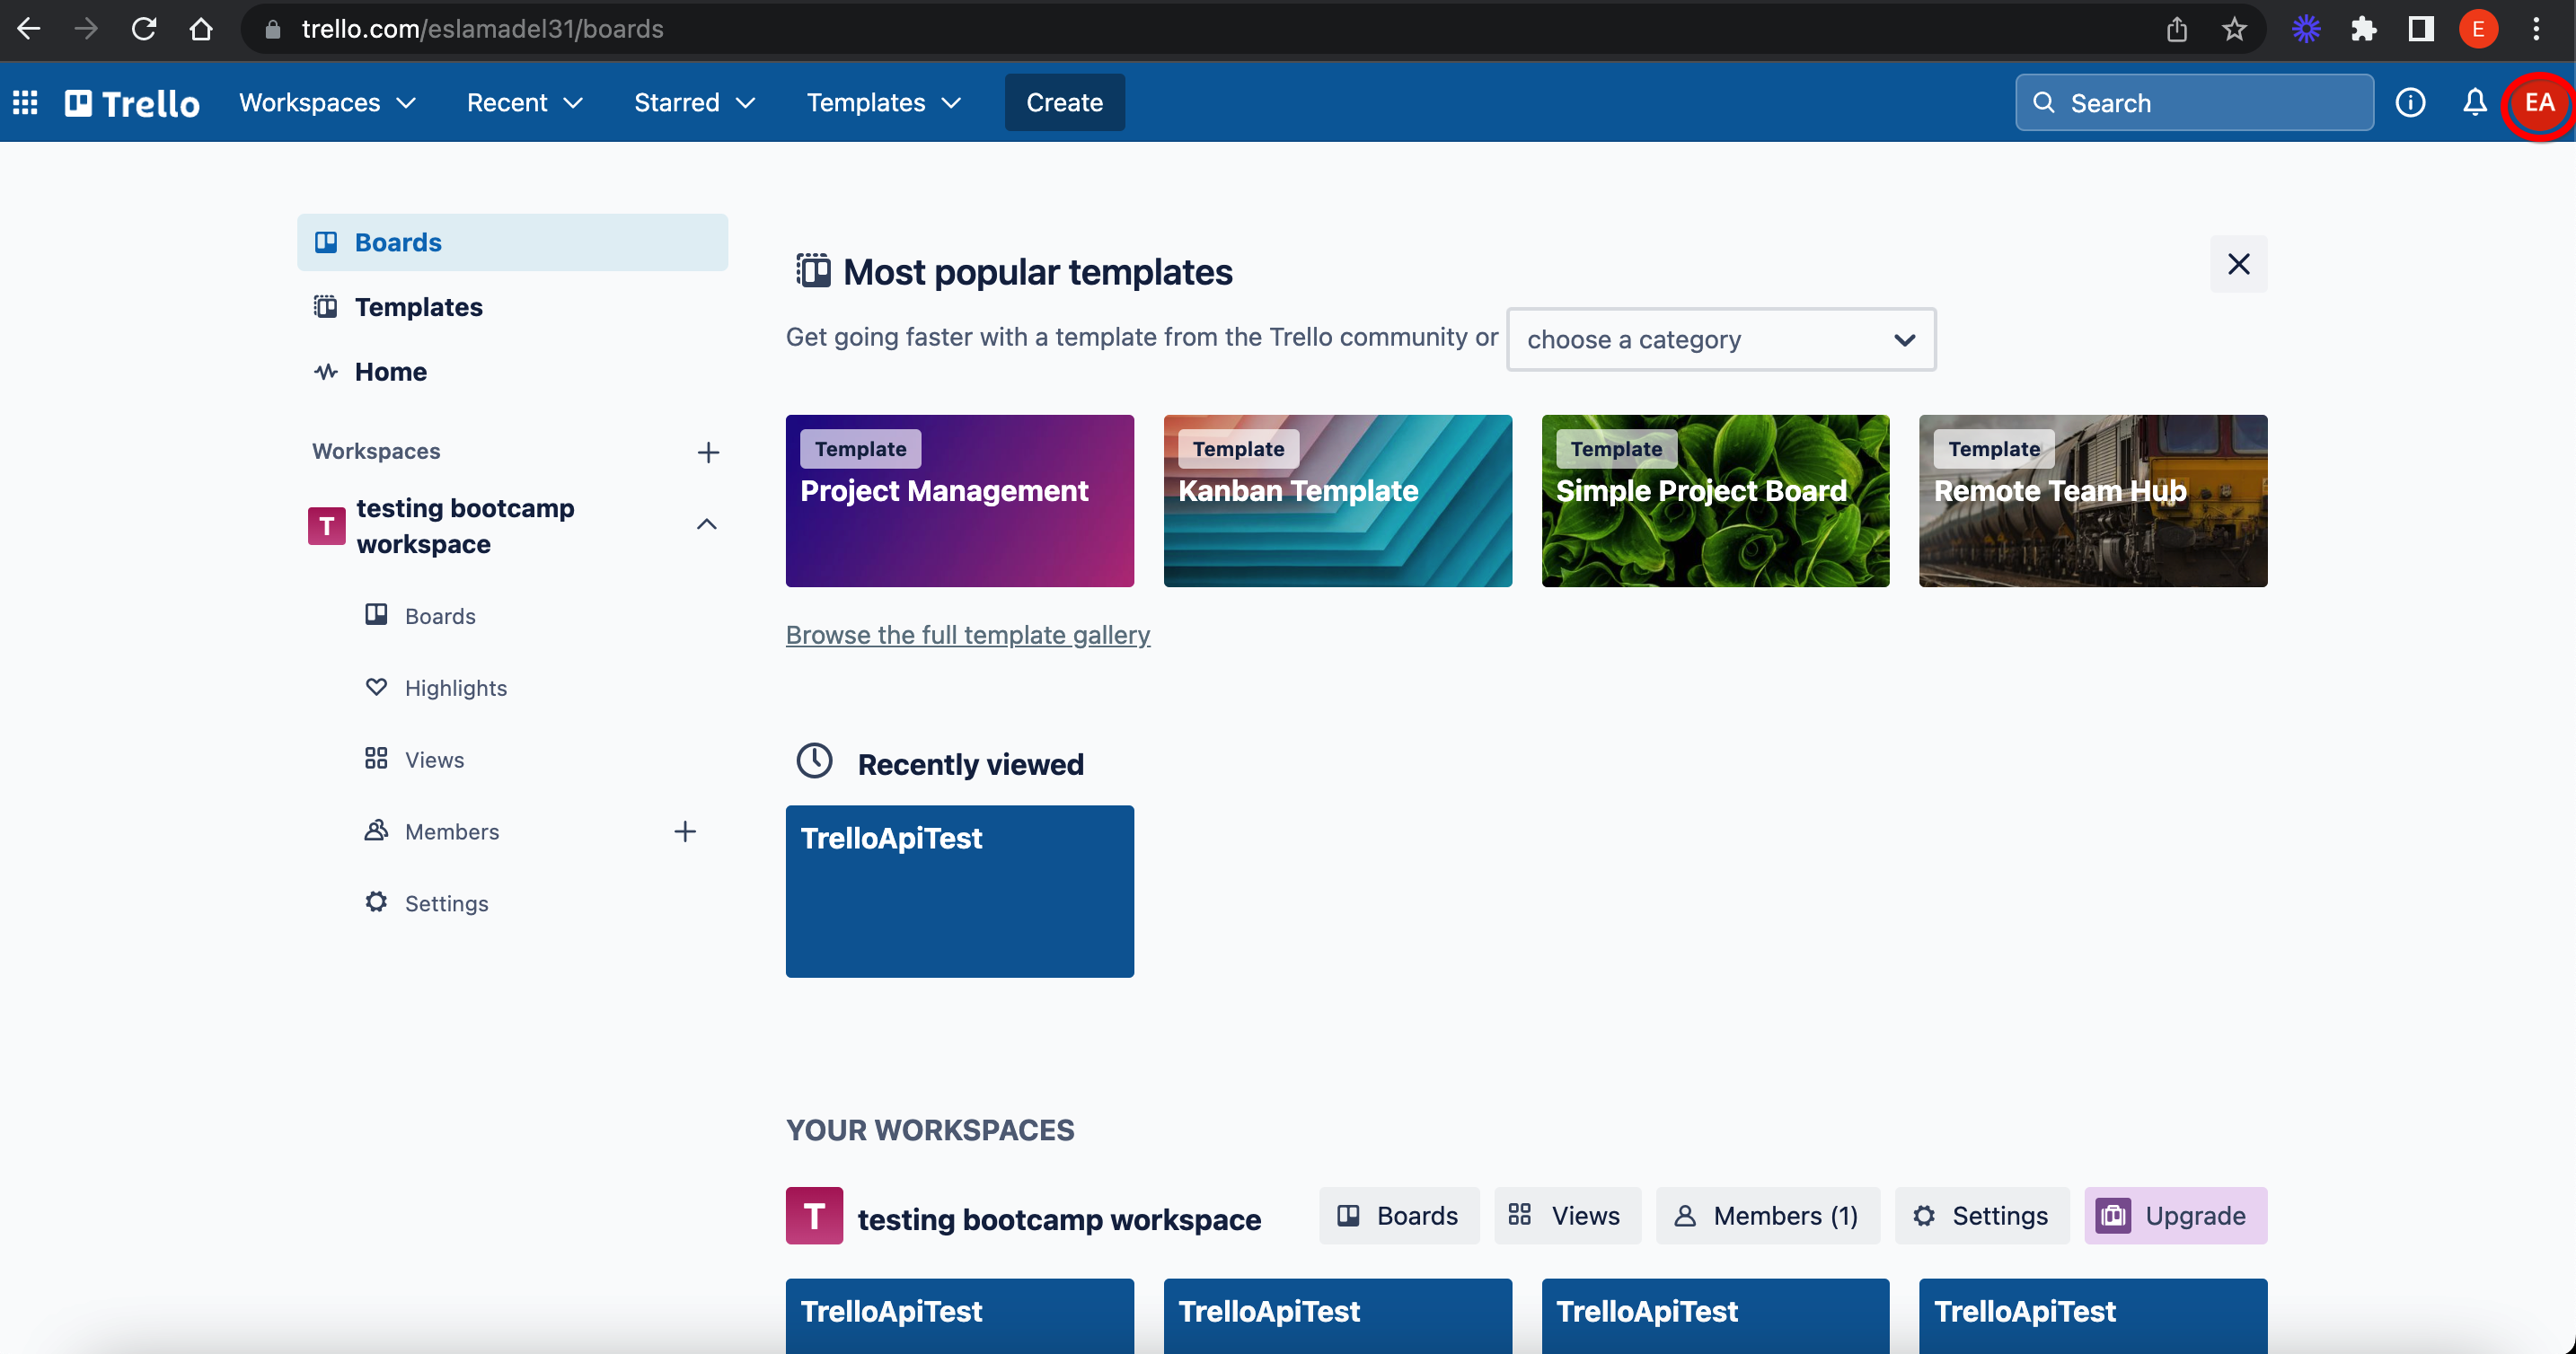 trello.com/eslamadel31/boards
E
Trello
Workspaces
Recent
Starred
Templates
Create
Search
EA
Boards
Templates
Home
Workspaces
T
testing bootcamp
workspace
Boards
Highlights
Views
Members
Settings
Most popular templates
Get going faster with a template from the Trello community or
choose a category
Template
Project Management
Template
Kanban Template
Template
Simple Project Board
Template
Remote Team Hub
Browse the full template gallery
Recently viewed
TrelloApiTest
YOUR WORKSPACES
T
testing bootcamp workspace
Boards
Views
Members (1)
Settings
Upgrade
TrelloApiTest
TrelloApiTest
TrelloApiTest
TrelloApiTest